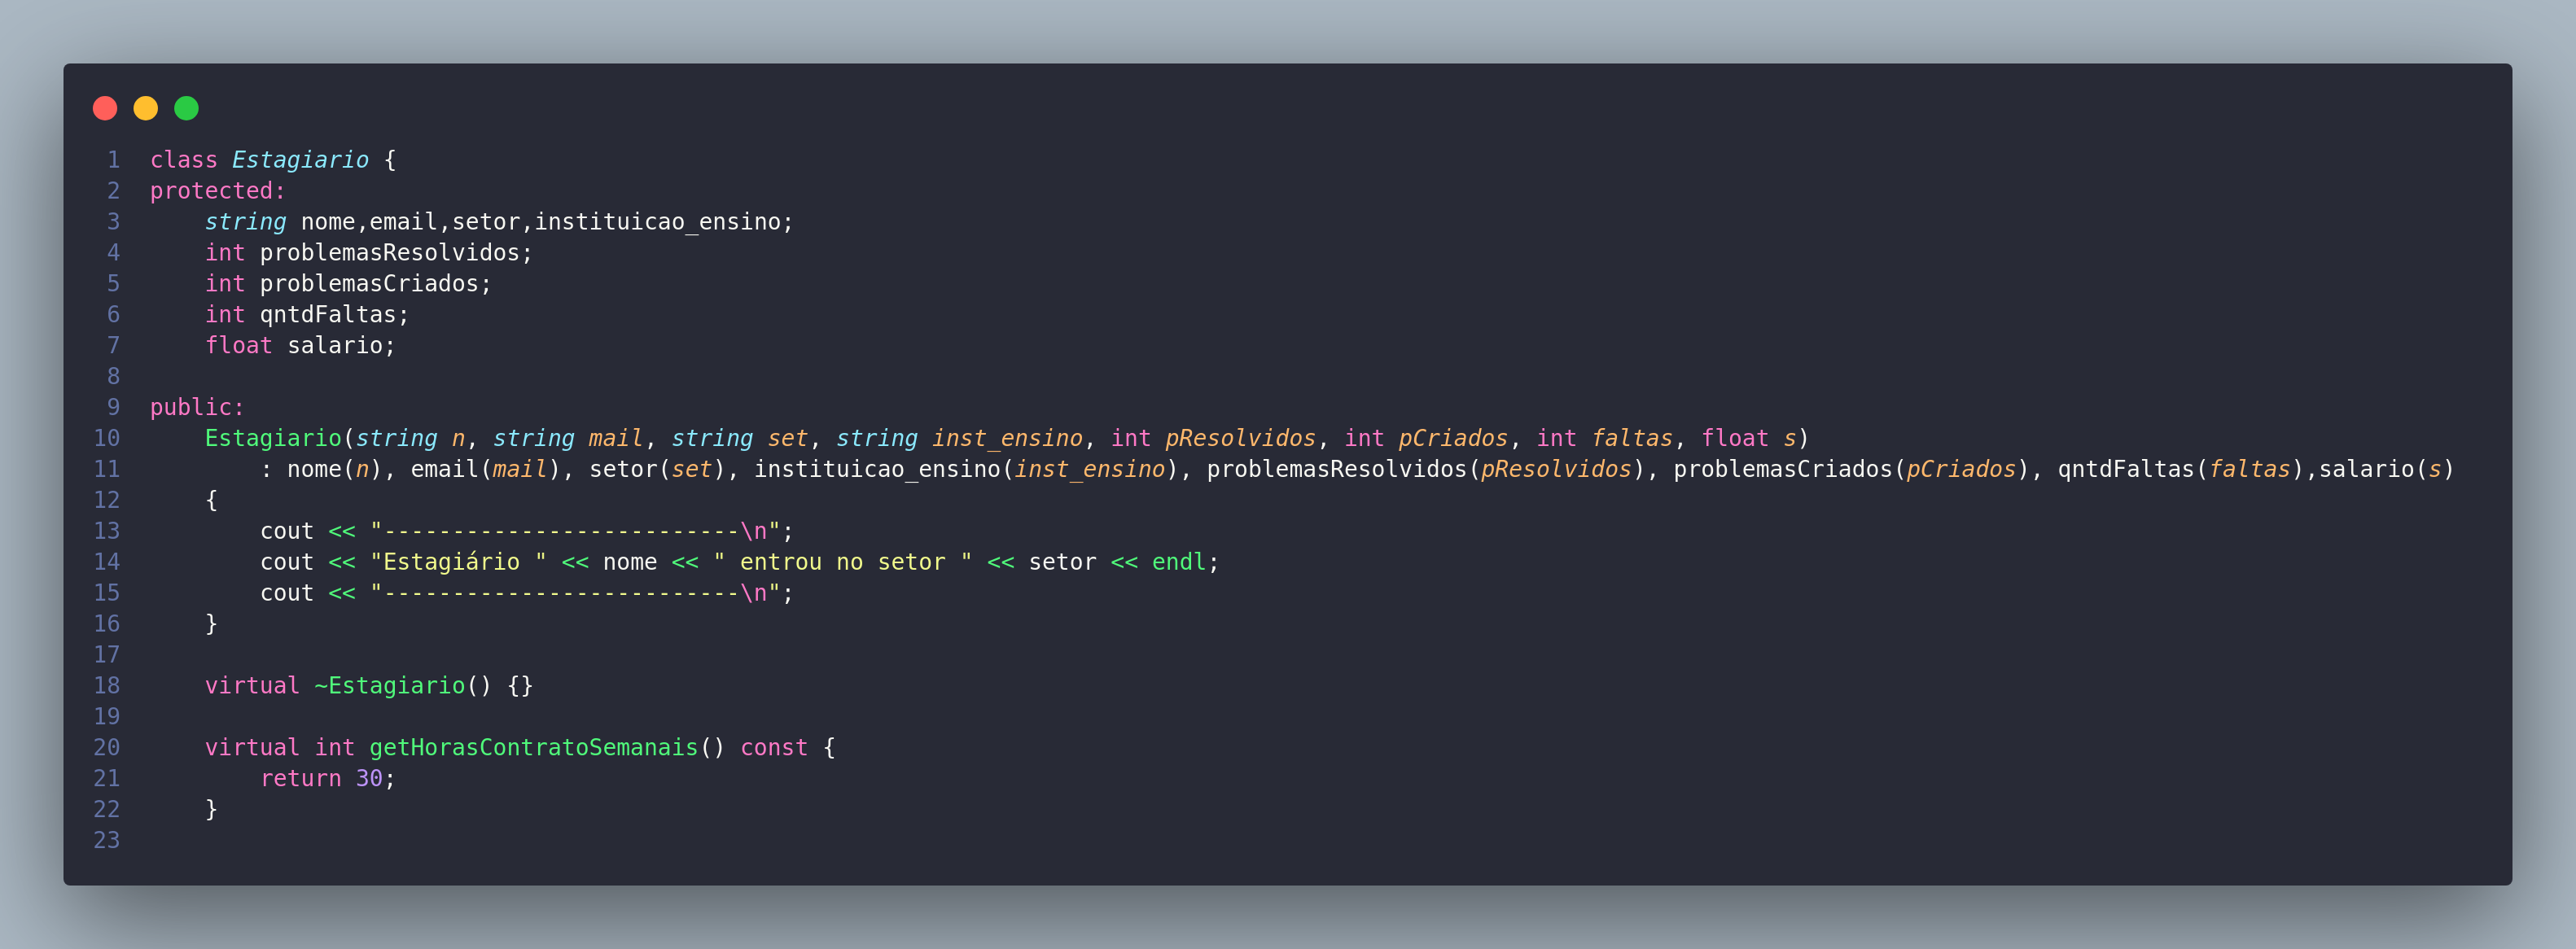 1 class Estagiario {
2 protected:
3     string nome,email,setor,instituicao_ensino;
4     int problemasResolvidos;
5     int problemasCriados;
6     int qntdFaltas;
7     float salario;
8
9 public:
10     Estagiario(string n, string mail, string set, string inst_ensino, int pResolvidos, int pCriados, int faltas, float s)
11         : nome(n), email(mail), setor(set), instituicao_ensino(inst_ensino), problemasResolvidos(pResolvidos), problemasCriados(pCriados), qntdFaltas(faltas),salario(s)
12     {
13         cout << "--------------------------\n";
14         cout << "Estagiário " << nome << " entrou no setor " << setor << endl;
15         cout << "--------------------------\n";
16     }
17
18     virtual ~Estagiario() {}
19
20     virtual int getHorasContratoSemanais() const {
21         return 30;
22     }
23